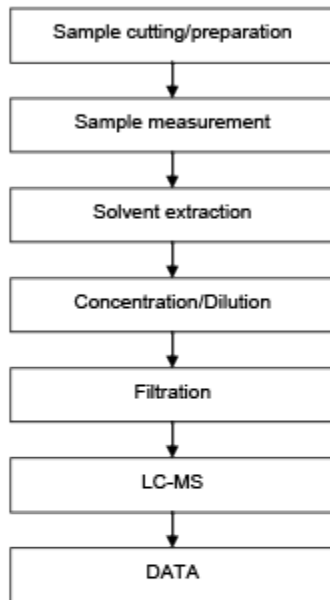 Sample cutting/preparation
Sample measurement
Solvent extraction
Concentration/Dilution
Filtration
LC-MS
DATA